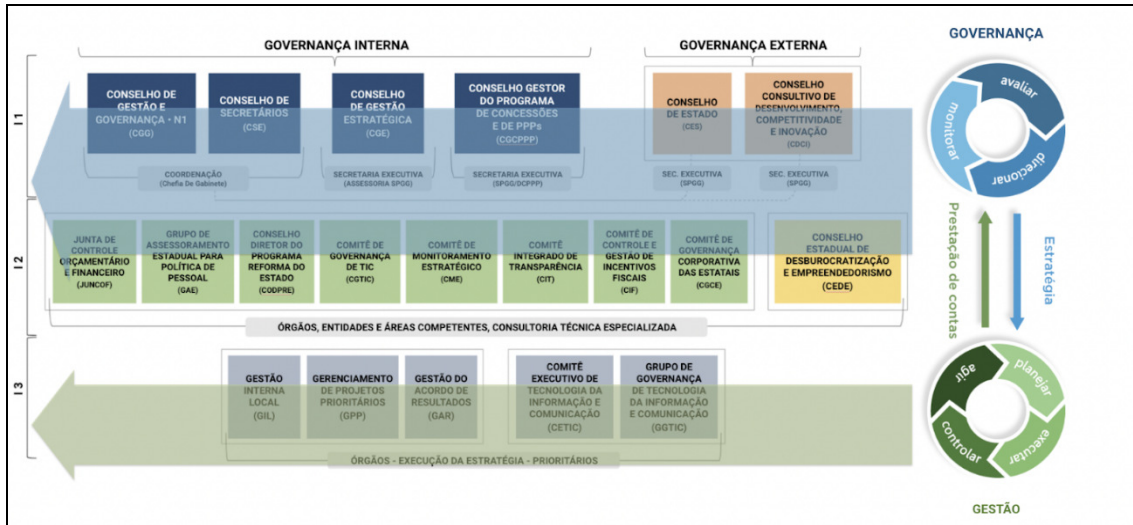 GOVERNANÇA INTERNA
GOVERNANÇA EXTERNA
GOVERNANÇA
I1
CONSELHO DE
GESTÃO E
GOVERNANÇA - N1
(CGG)
CONSELHO DE
SECRETÁRIOS
(CSE)
CONSELHO
DE GESTÃO
ESTRATÉGICA
(CGE)
CONSELHO GESTOR
DO PROGRAMA
DE CONCESSÕES
E DE PPPs
(CGCPPP)
CONSELHO
DE ESTADO
(CES)
CONSELHO
CONSULTIVO DE
DESENVOLVIMENTO,
COMPETITIVIDADE
E INOVAÇÃO
(CDCI)
COORDENAÇÃO
(Chefia De Gabinete)
SECRETARIA EXECUTIVA
(ASSESSORIA SPGG)
SECRETARIA EXECUTIVA
(SPGG/DCPPP)
SEC. EXECUTIVA
(SPGG)
SEC. EXECUTIVA
(SPGG)
avaliar
direcionar
monitorar
I2
JUNTA DE
CONTROLE
ORÇAMENTÁRIO
E FINANCEIRO
(JUNCOF)
GRUPO DE
ASSESSORAMENTO
ESTADUAL PARA
POLÍTICA DE
PESSOAL
(GAE)
CONSELHO
DIRETOR DO
PROGRAMA
REFORMA DO
ESTADO
(CODPRE)
COMITÊ DE
GOVERNANÇA
DE TIC
(CGTIC)
COMITÊ DE
MONITORAMENTO
ESTRATÉGICO
(CME)
COMITÊ
INTEGRADO DE
TRANSPARÊNCIA
(CIT)
COMITÊ DE
CONTROLE E
GESTÃO DE
INCENTIVOS
FISCAIS
(CIF)
COMITÊ DE
GOVERNANÇA
CORPORATIVA
DAS ESTATAIS
(CGCE)
CONSELHO
ESTADUAL DE
DESBUROCRATIZAÇÃO
E EMPREENDEDORISMO
(CEDE)
ÓRGÃOS, ENTIDADES E ÁREAS COMPETENTES, CONSULTORIA TÉCNICA ESPECIALIZADA
Prestação de contas
Estratégia
I3
GESTÃO
INTERNA
LOCAL
(GIL)
GERENCIAMENTO
DE PROJETOS
PRIORITÁRIOS
(GPP)
GESTÃO DO
ACORDO DE
RESULTADOS
(GAR)
COMITÊ
EXECUTIVO DE
TECNOLOGIA DA
INFORMAÇÃO E
COMUNICAÇÃO
(CETIC)
GRUPO DE
GOVERNANÇA
DE TECNOLOGIA
DA INFORMAÇÃO
E COMUNICAÇÃO
(GGTIC)
ÓRGÃOS - EXECUÇÃO DA ESTRATÉGIA - PRIORITÁRIOS
agir
planejar
executar
controlar
GESTÃO